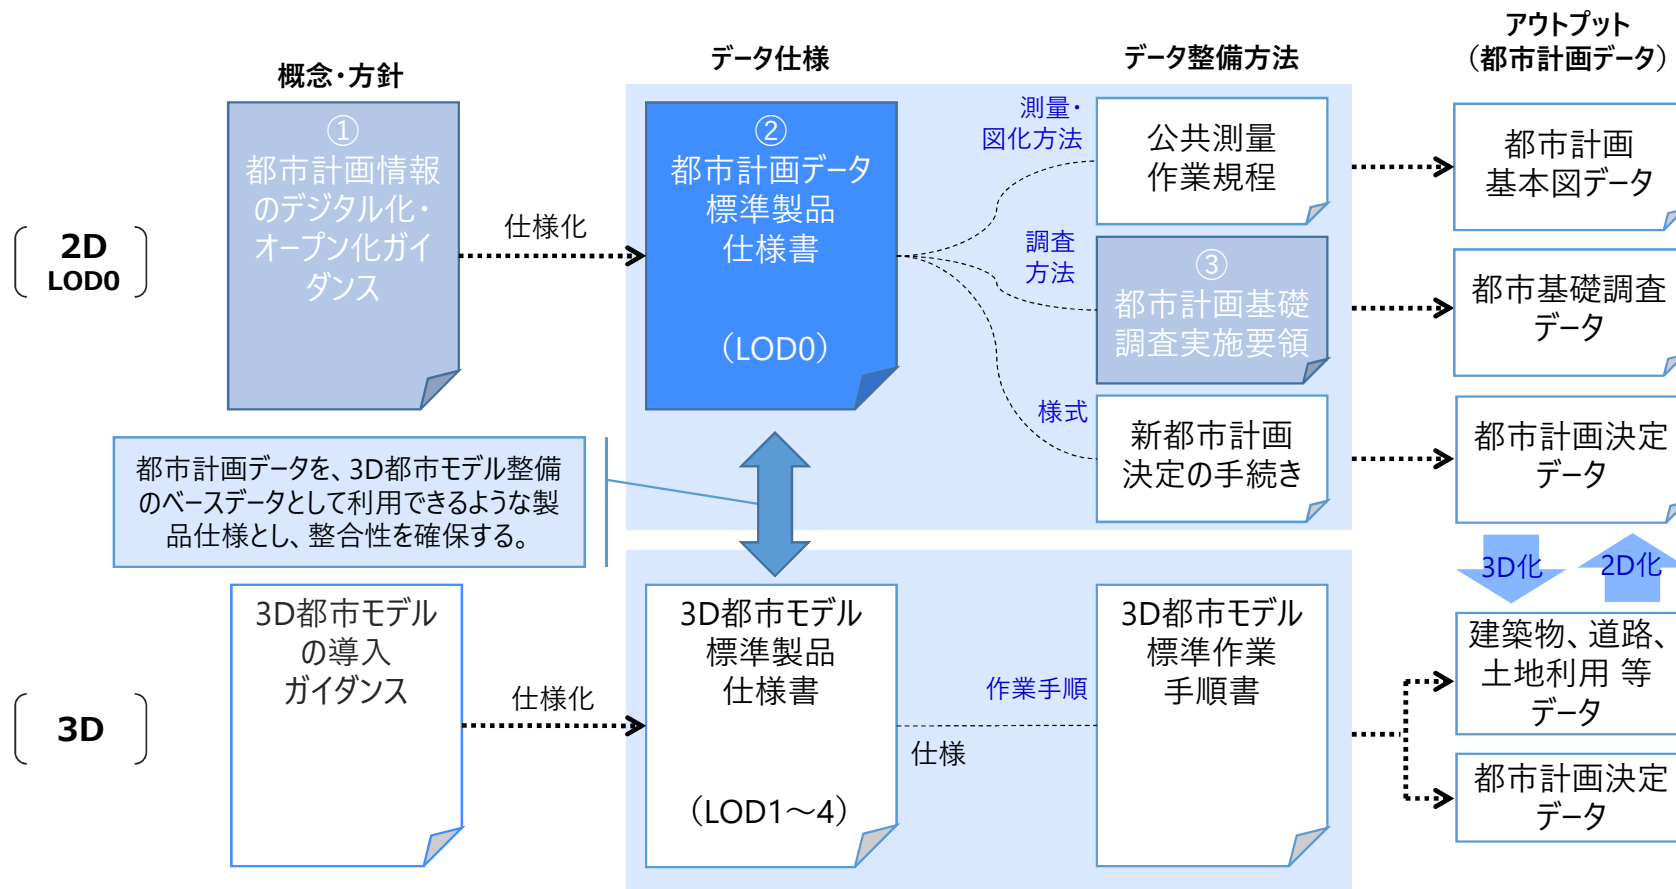 概念・方針
データ仕様
データ整備方法
アウトプット
（都市計画データ）
2D
LOD0
①
都市計画情報
のデジタル化・
オープン化ガイ
ダンス
仕様化
②
都市計画データ
標準製品
仕様書
（LOD0）
測量・
図化方法
公共測量
作業規程
都市計画
基本図データ
調査
方法
③
都市計画基礎
調査実施要領
都市基礎調査
データ
様式
新都市計画
決定の手続き
都市計画決定
データ
都市計画データを、3D都市モデル整備
のベースデータとして利用できるような製
品仕様とし、整合性を確保する。
3D化
2D化
3D
3D都市モデル
の導入
ガイダンス
仕様化
3D都市モデル
標準製品
仕様書
（LOD1～4）
作業手順
仕様
3D都市モデル
標準作業
手順書
建築物、道路、
土地利用 等
データ
都市計画決定
データ